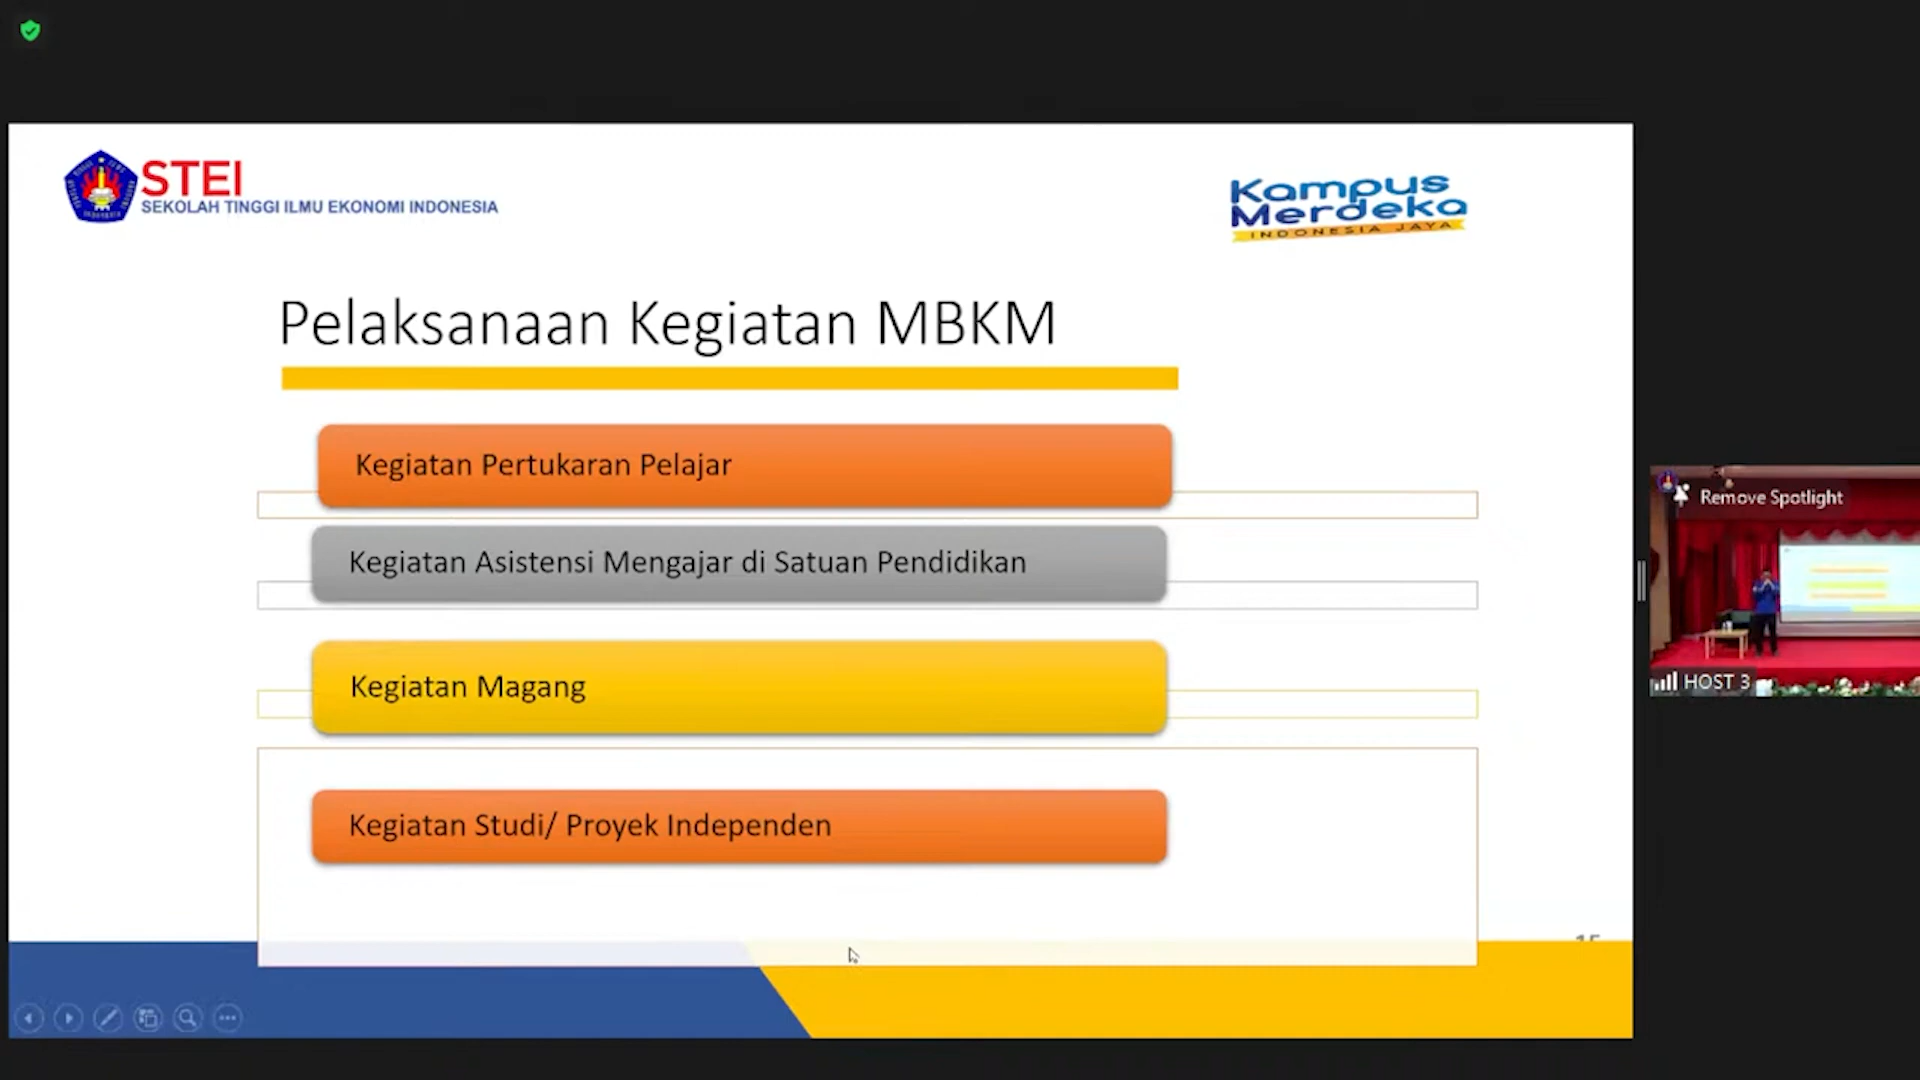 STEI
SEKOLAH TINGGI ILMU EKONOMI INDONESIA
Kampus
Merdeka
INDONESIA JAYA
Pelaksanaan Kegiatan MBKM
Kegiatan Pertukaran Pelajar
Kegiatan Asistensi Mengajar di Satuan Pendidikan
Kegiatan Magang
Kegiatan Studi/ Proyek Independen
Remove Spotlight
HOST 3